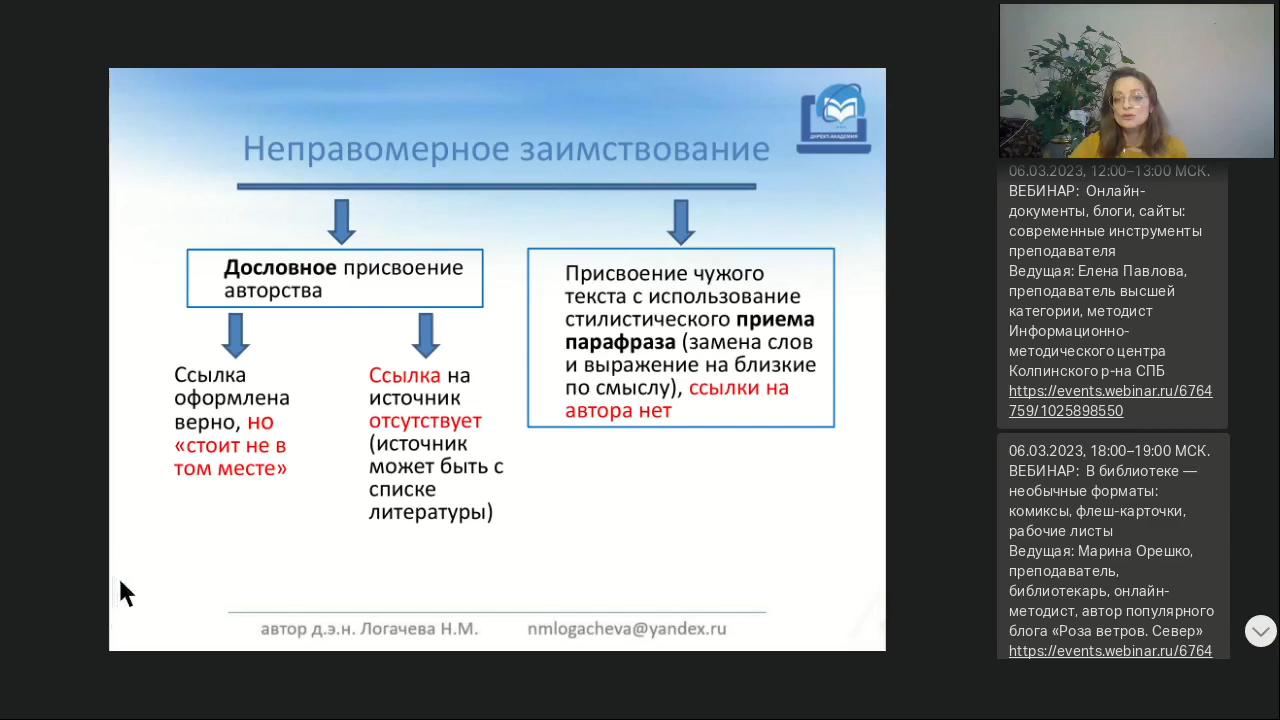 Неправомерное заимствование
ДИРЕКТ-АКАДЕМИЯ
Дословное присвоение
авторства
Ссылка
оформлена
верно, но
«стоит не в
том месте»
Ссылка на
источник
отсутствует
(источник
может быть с
списке
литературы)
Присвоение чужого
текста с использование
стилистического приема
парафраза (замена слов
и выражение на близкие
по смыслу), ссылки на
автора нет
автор д.э.н. Логачева Н.М. nmlogacheva@yandex.ru
06.03.2023, 12:00–13:00 МСК.
ВЕБИНАР: Онлайн-
документы, блоги, сайты:
современные инструменты
преподавателя
Ведущая: Елена Павлова,
преподаватель высшей
категории, методист
Информационно-
методического центра
Колпинского р-на СПБ
https://events.webinar.ru/6764
759/1025898550
06.03.2023, 18:00–19:00 МСК.
ВЕБИНАР: В библиотеке —
необычные форматы:
комиксы, флеш-карточки,
рабочие листы
Ведущая: Марина Орешко,
преподаватель,
библиотекарь, онлайн-
методист, автор популярного
блога «Роза ветров. Север»
https://events.webinar.ru/6764